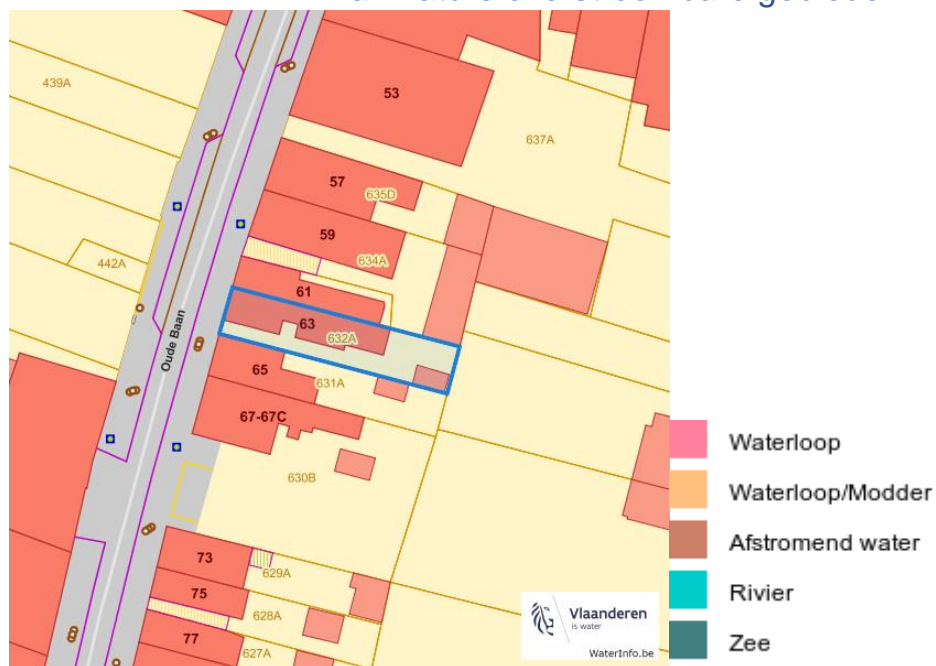 439A
53
637A
57
635D
59
634A
442A
61
63
632A
Oude Baan
65
631A
67-67C
630B
73
629A
75
628A
77
627A
Vlaanderen
is water
WaterInfo.be
Waterloop
Waterloop/Modder
Afstromend water
Rivier
Zee